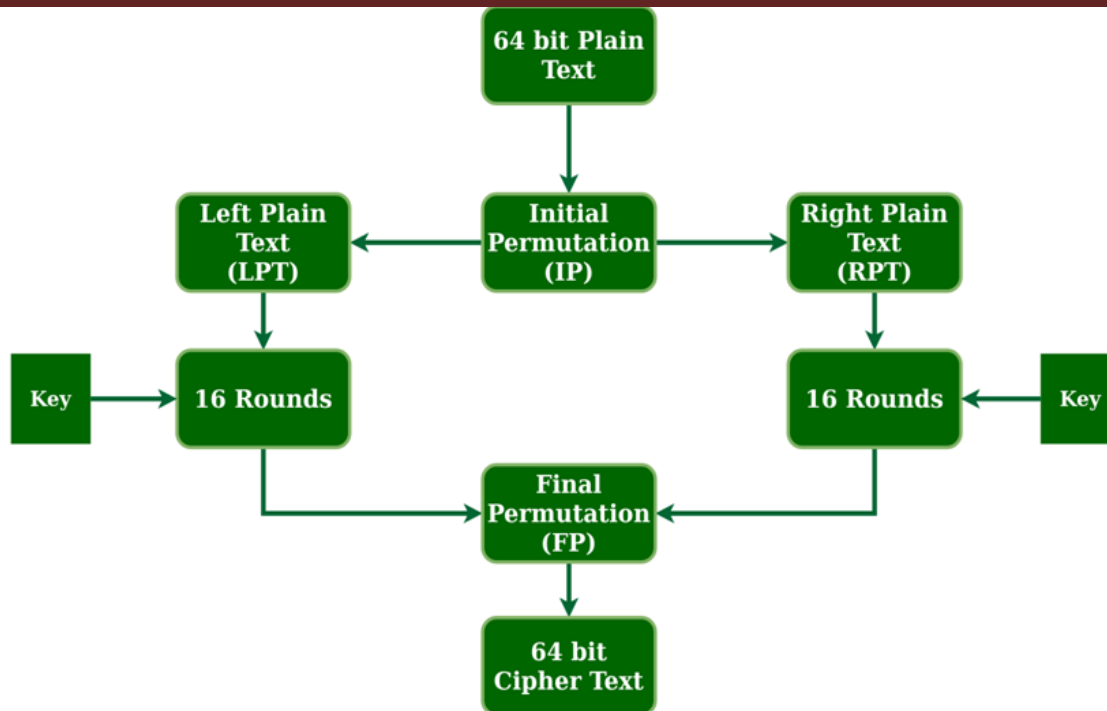 64 bit Plain
Text
Left Plain
Text
(LPT)
Initial
Permutation
(IP)
Right Plain
Text
(RPT)
Key
16 Rounds
16 Rounds
Key
Final
Permutation
(FP)
64 bit
Cipher Text